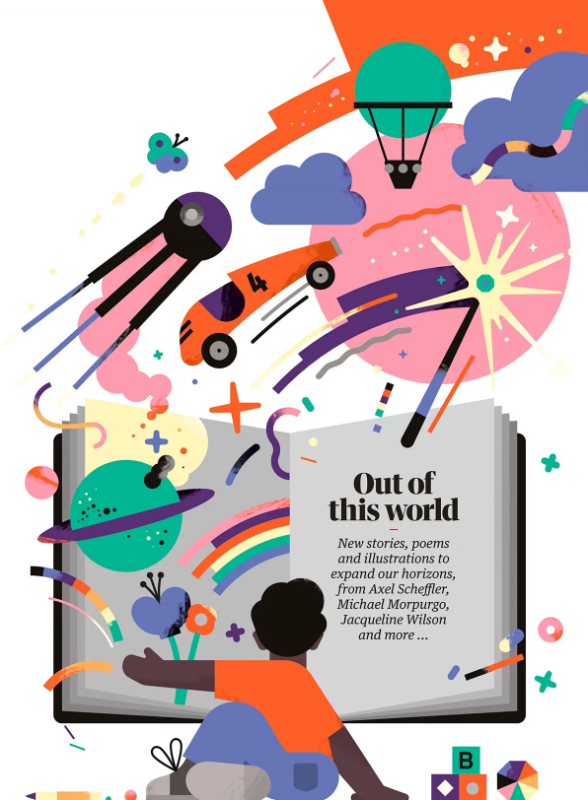 4
Out of
this world
New stories, poems
and illustrations to
expand our horizons,
from Axel Scheffler,
Michael Morpurgo,
Jacqueline Wilson
and more ...
B